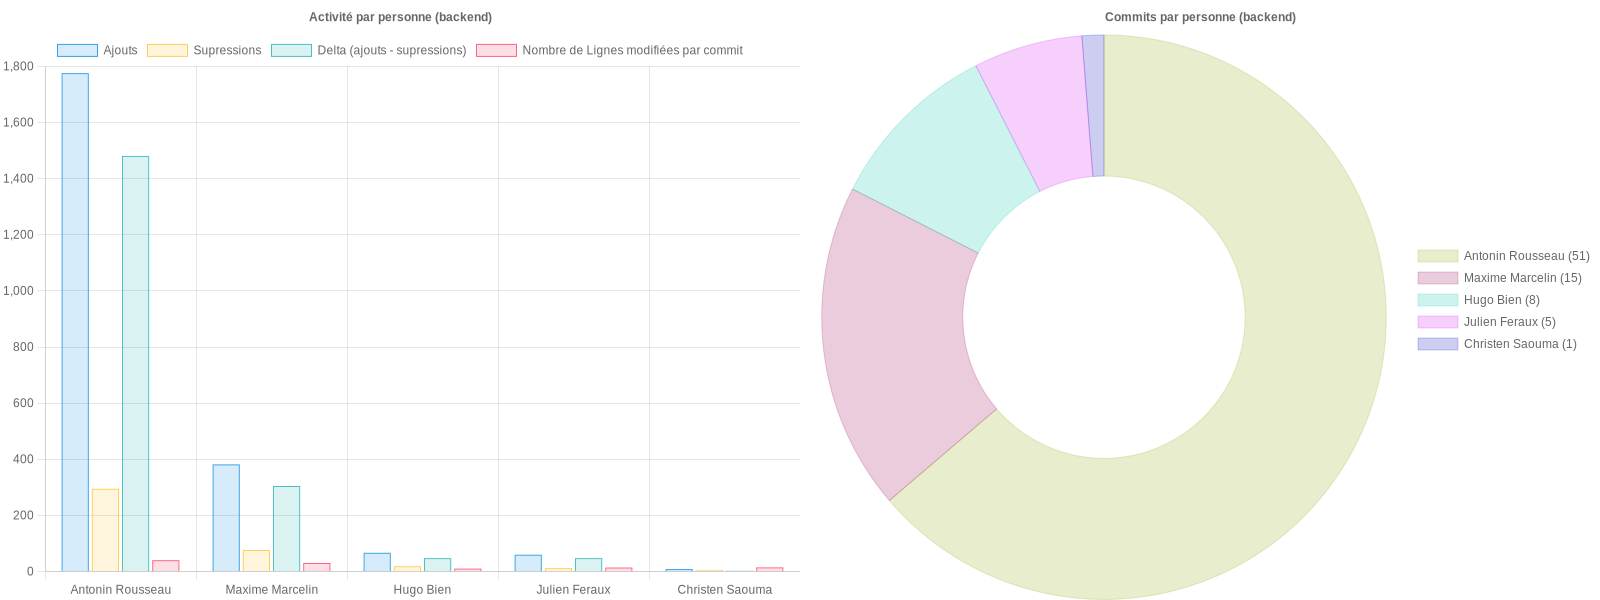 Activité par personne (backend)
Ajouts Supressions Delta (ajouts - supressions) Nombre de Lignes modifiées par commit
1,800
1,600
1,400
1,200
1,000
800
600
400
200
0
Antonin Rousseau Maxime Marcelin Hugo Bien Julien Feraux Christen Saouma
Commits par personne (backend)
Antonin Rousseau (51)
Maxime Marcelin (15)
Hugo Bien (8)
Julien Feraux (5)
Christen Saouma (1)